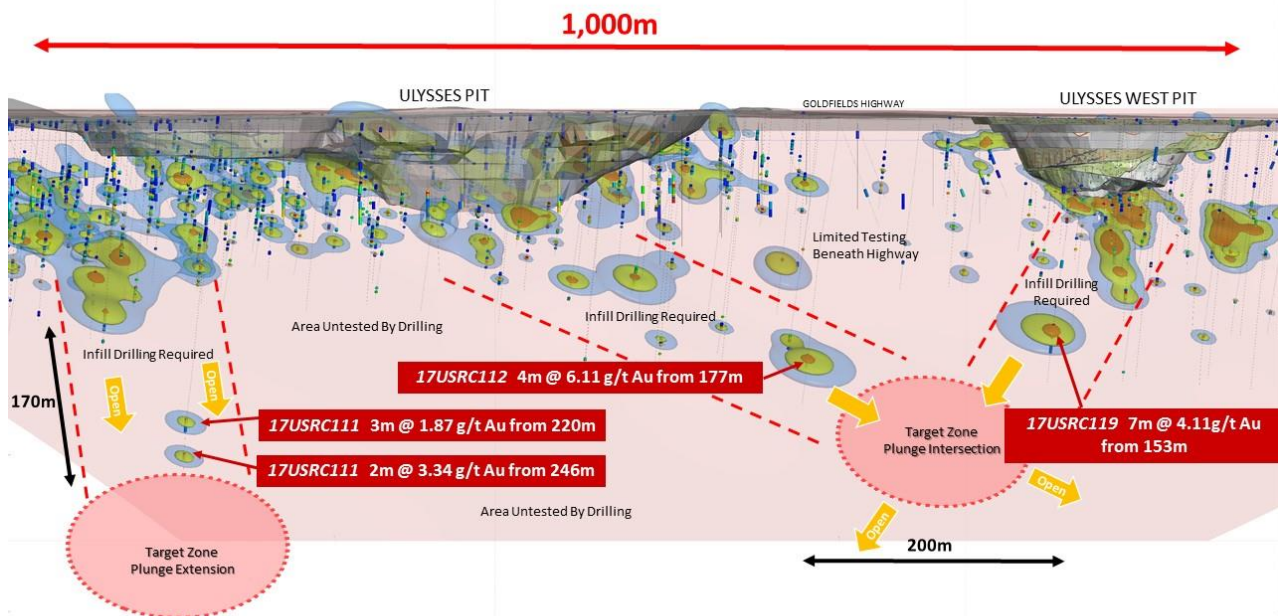 1,000m
ULYSSES PIT
GOLDFIELDS HIGHWAY
ULYSSES WEST PIT
Limited Testing
Beneath Highway
Infill Drilling
Required
Area Untested By Drilling
Infill Drilling Required
Infill Drilling Required
Open
Open
170m
17USRC112 4m @ 6.11 g/t Au from 177m
17USRC111 3m @ 1.87 g/t Au from 220m
17USRC111 2m @ 3.34 g/t Au from 246m
17USRC119 7m @ 4.11g/t Au
from 153m
Target Zone
Plunge Intersection
Open
Open
Area Untested By Drilling
200m
Target Zone
Plunge Extension